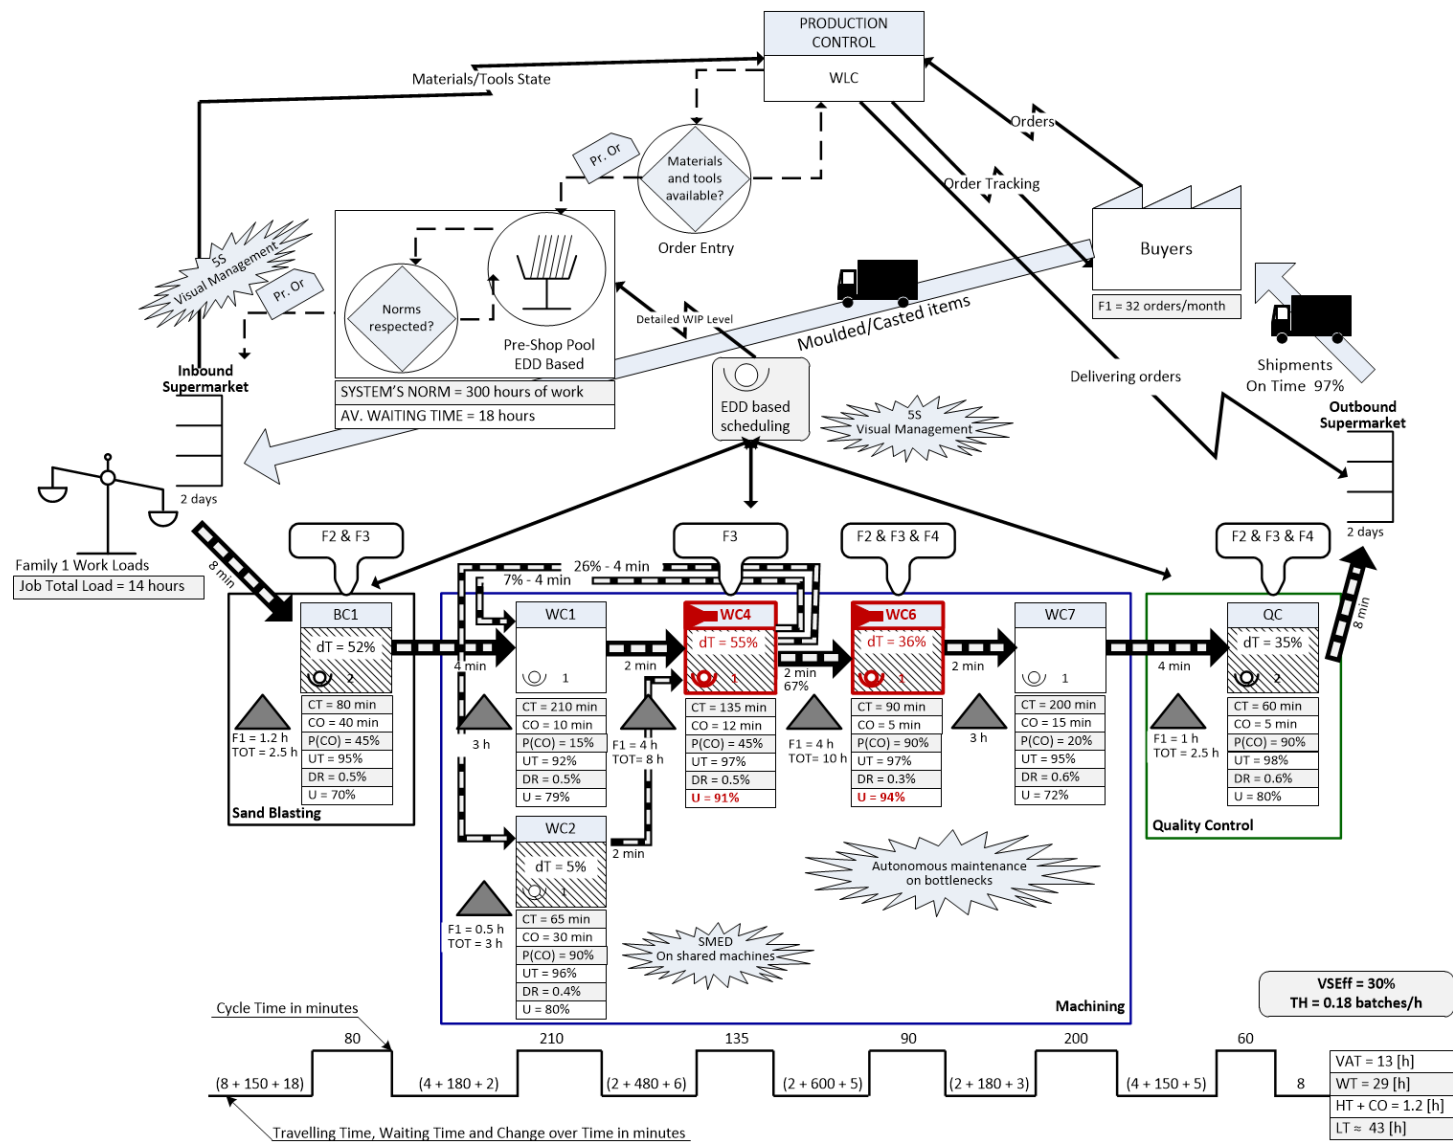 PRODUCTION
CONTROL
WLC
Materials/Tools State
Orders
Order Tracking
Pr. Or
Materials
and tools
available?
Order Entry
5S
Visual Management
Pr. Or
Norms
respected?
Pre-Shop Pool
EDD Based
SYSTEM'S NORM = 300 hours of work
AV. WAITING TIME = 18 hours
Detailed WIP Level
Moulded/Casted items
Buyers
F1 = 32 orders/month
Shipments
On Time 97%
Delivering orders
Inbound
Supermarket
2 days
EDD based
scheduling
5S
Visual Management
Outbound
Supermarket
2 days
Family 1 Work Loads
Job Total Load = 14 hours
8 min
F2 & F3
F3
F2 & F3 & F4
F2 & F3 & F4
26% - 4 min
7% - 4 min
8 min
BC1
dT = 52%
2
CT = 80 min
CO = 40 min
P(CO) = 45%
UT = 95%
DR = 0.5%
U = 70%
F1 = 1.2 h
TOT = 2.5 h
Sand Blasting
4 min
WC1
1
CT = 210 min
CO = 10 min
P(CO) = 15%
UT = 92%
DR = 0.5%
U = 79%
3 h
2 min
WC4
dT = 55%
1
CT = 135 min
CO = 12 min
P(CO) = 45%
UT = 97%
DR = 0.5%
U = 91%
F1 = 4 h
TOT= 8 h
2 min
67%
WC6
dT = 36%
1
CT = 90 min
CO = 5 min
P(CO) = 90%
UT = 97%
DR = 0.3%
U = 94%
F1 = 4 h
TOT= 10 h
2 min
WC7
1
CT = 200 min
CO = 15 min
P(CO) = 20%
UT = 95%
DR = 0.6%
U = 72%
3 h
4 min
QC
dT = 35%
2
CT = 60 min
CO = 5 min
P(CO) = 90%
UT = 98%
DR = 0.6%
U = 80%
F1 = 1 h
TOT = 2.5 h
Quality Control
WC2
dT = 5%
1
CT = 65 min
CO = 30 min
P(CO) = 90%
UT = 96%
DR = 0.4%
U = 80%
F1 = 0.5 h
TOT = 3 h
2 min
SMED
On shared machines
Autonomous maintenance
on bottlenecks
Machining
VSEff = 30%
TH = 0.18 batches/h
Cycle Time in minutes
80
210
135
90
200
60
(8 + 150 + 18)
(4 + 180 + 2)
(2 + 480 + 6)
(2 + 600 + 5)
(2 + 180 + 3)
(4 + 150 + 5)
8
Travelling Time, Waiting Time and Change over Time in minutes
VAT = 13 [h]
WT = 29 [h]
HT + CO = 1.2 [h]
LT ≈ 43 [h]